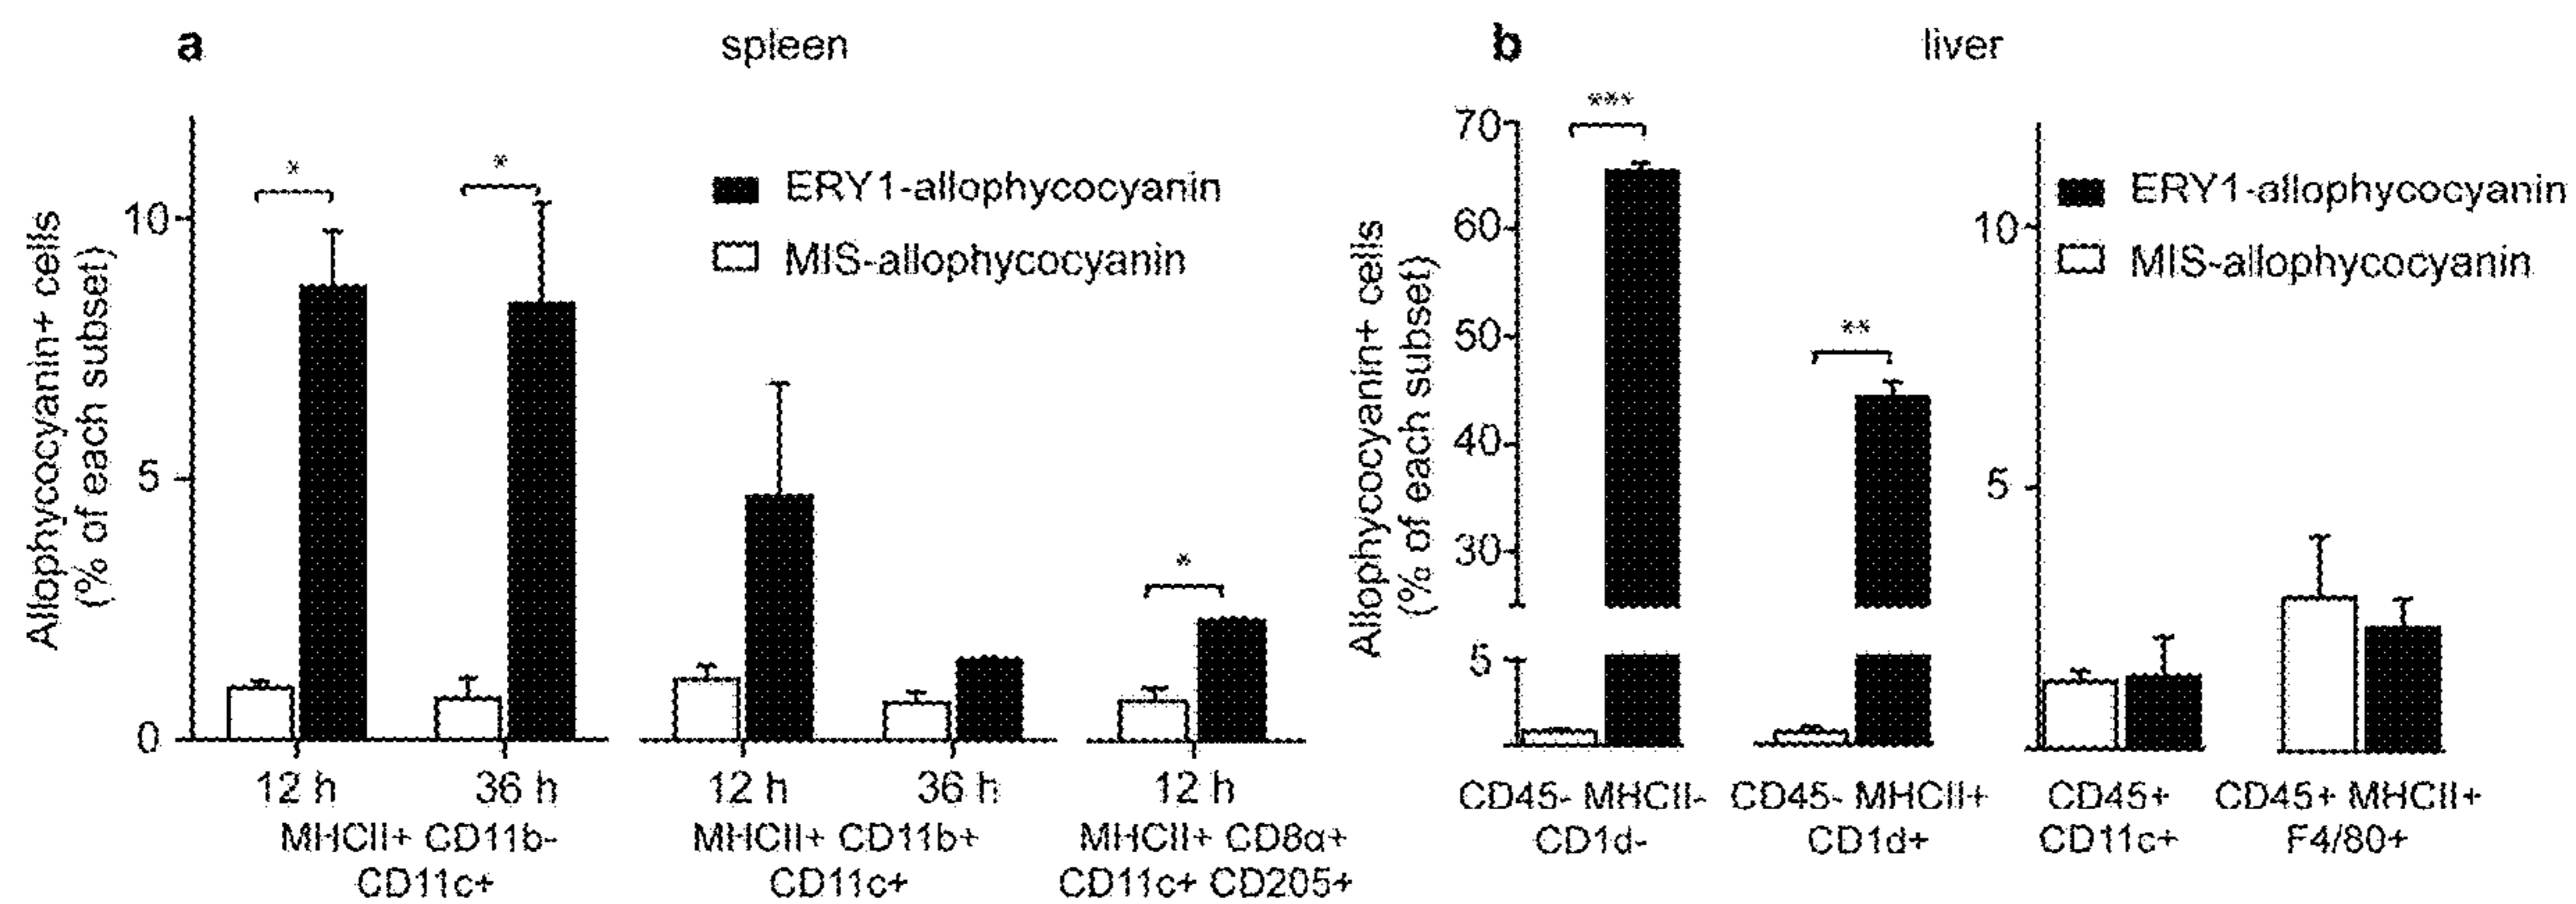 a
spleen
Allophycocyanin+ cells
(% of each subset)
10
5
0
*
*
*
ERY1-allophycocyanin
MIS-allophycocyanin
12 h
36 h
12 h
36 h
12 h
MHCII+ CD11b-
CD11c+
MHCII+ CD11b+
CD11c+
MHCII+ CD8α+
CD11c+ CD205+
b
liver
Allophycocyanin+ cells
(% of each subset)
70
60
50
40
30
5
***
**
10
5
ERY1-allophycocyanin
MIS-allophycocyanin
CD45- MHCII-
CD1d-
CD45- MHCII+
CD1d+
CD45+
CD11c+
CD45+ MHCII+
F4/80+